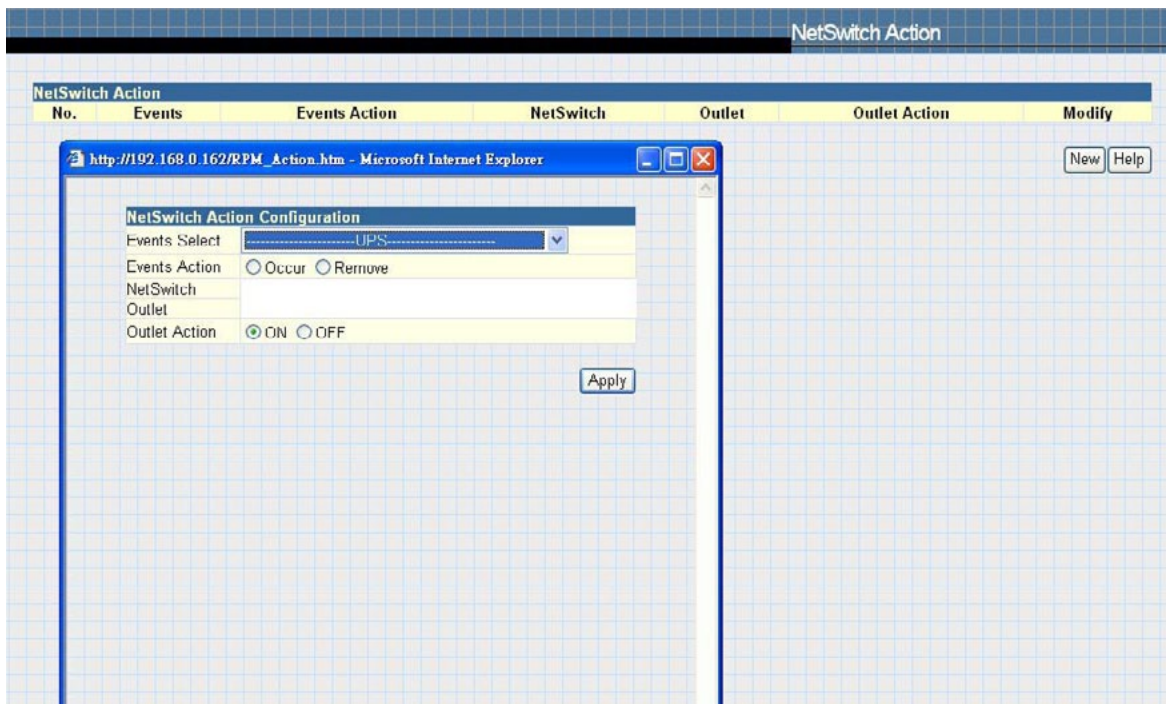 NetSwitch Action
NetSwitch Action
No. Events Events Action NetSwitch Outlet Outlet Action Modify
New Help
http://192.168.0.162/RPM_Action.htm - Microsoft Internet Explorer
NetSwitch Action Configuration
Events Select -----------------------UPS-----------------------
Events Action Occur Remove
NetSwitch
Outlet
Outlet Action ON OFF
Apply